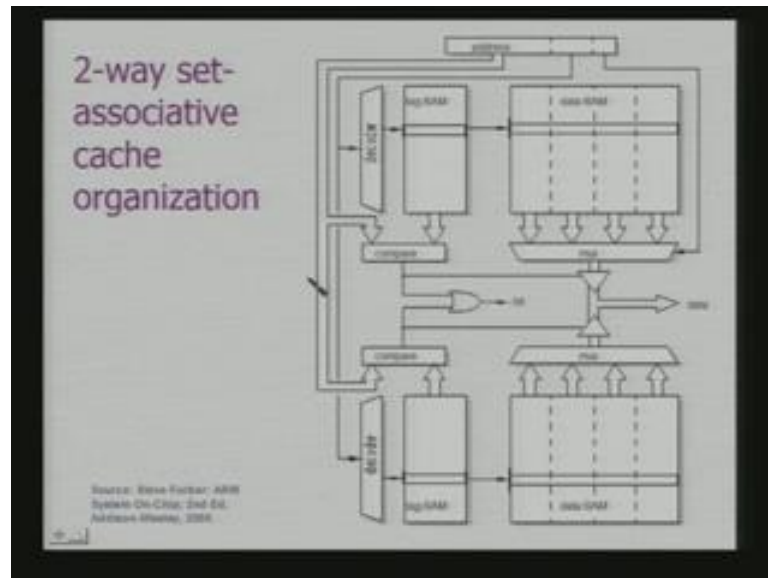 2-way set-
associative
cache
organization
address
tag RAM
data RAM
decoder
compare
mux
hit
data
compare
mux
decoder
tag RAM
data RAM
Source: Steve Furber: ARM
System On-Chip; 2nd Ed,
Addison-Wesley, 2000.